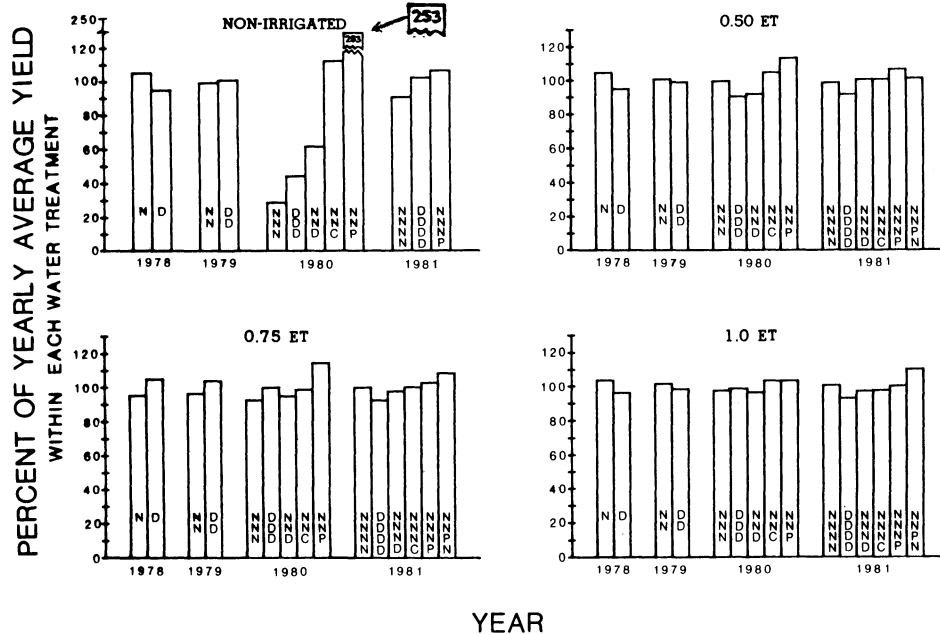 PERCENT OF YEARLY AVERAGE YIELD
WITHIN EACH WATER TREATMENT
NON-IRRIGATED
253
253
250
120
100
80
60
40
20
0
N D
N D
N D
N D N N N
N D N N N
N D D C P
N D N
N D N
N D N
N D P
1978 1979 1980 1981
0.50 ET
120
100
80
60
40
20
0
N D
N D
N D
N D N N N
N D N N N
N D D C P
N D N N N N
N D N N N N
N D N N N P
N D D C P N
1978 1979 1980 1981
0.75 ET
120
100
80
60
40
20
0
N D
N D
N D
N D N N N
N D N N N
N D D C P
N D N N N N
N D N N N N
N D N N N P
N D D C P N
1978 1979 1980 1981
1.0 ET
120
100
80
60
40
20
0
N D
N D
N D
N D N N N
N D N N N
N D D C P
N D N N N N
N D N N N N
N D N N N P
N D D C P N
1978 1979 1980 1981
YEAR